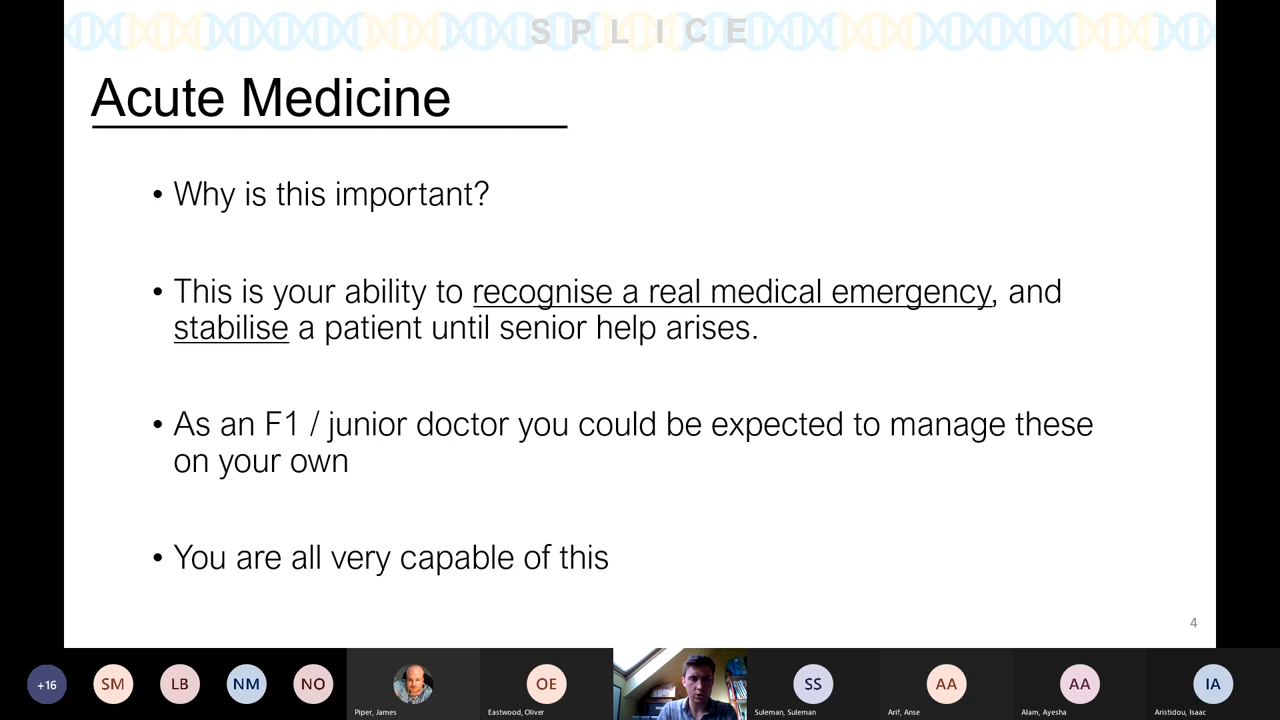 SPLICE
Acute Medicine
• Why is this important?
• This is your ability to recognise a real medical emergency, and
stabilise a patient until senior help arises.
• As an F1 / junior doctor you could be expected to manage these
on your own
• You are all very capable of this
4
+16
SM
LB
NM
NO
Piper, James
OE
Eastwood, Oliver
SS
Suleman, Suleman
AA
Arif, Anse
AA
Alam, Ayesha
IA
Aristidou, Isaac